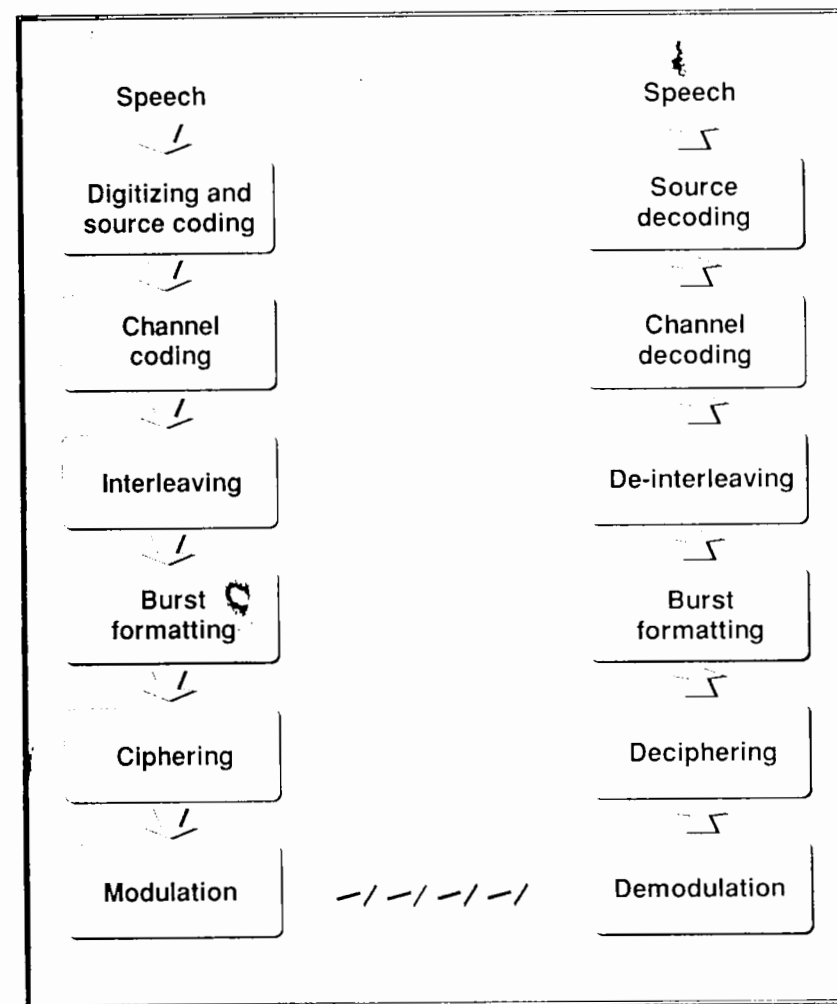 Speech
Digitizing and
source coding
Channel
coding
Interleaving
Burst
formatting
Ciphering
Modulation
Speech
Source
decoding
Channel
decoding
De-interleaving
Burst
formatting
Deciphering
Demodulation